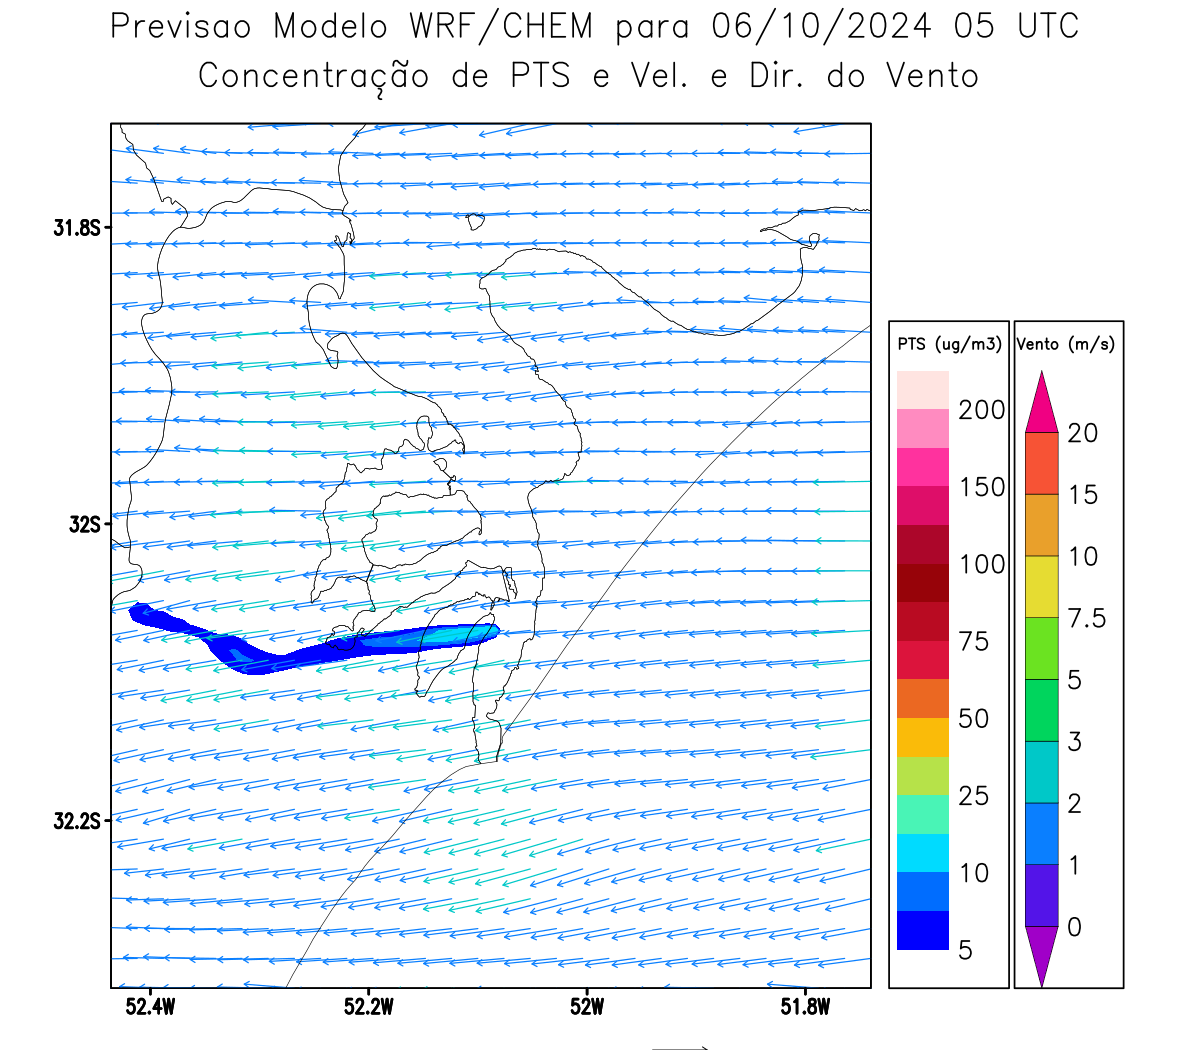 Previsao Modelo WRF/CHEM para 06/10/2024 05 UTC
Concentração de PTS e Vel. e Dir. do Vento
31.8S
32S
32.2S
52.4W
52.2W
52W
51.8W
PTS (ug/m3)
200
150
100
75
50
25
10
5
Vento (m/s)
20
15
10
7.5
5
3
2
1
0